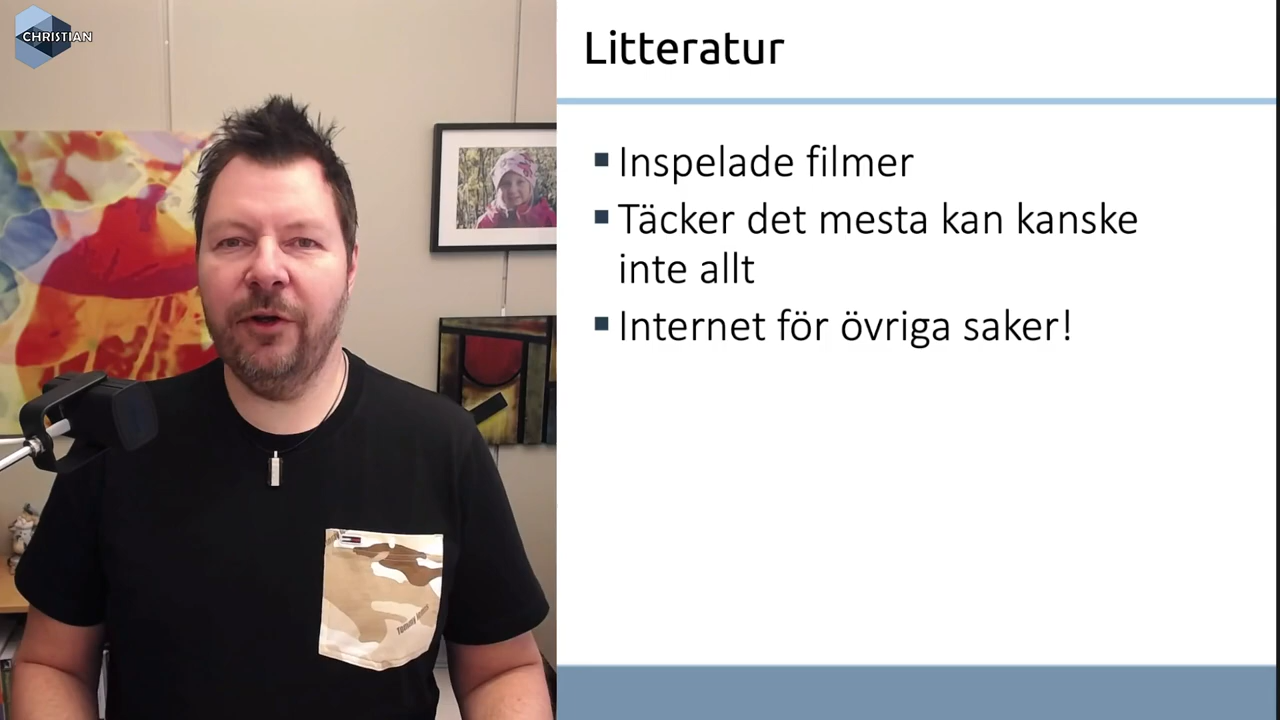 CHRISTIAN
Litteratur
Inspelade filmer
Täcker det mesta kan kanske
inte allt
Internet för övriga saker!